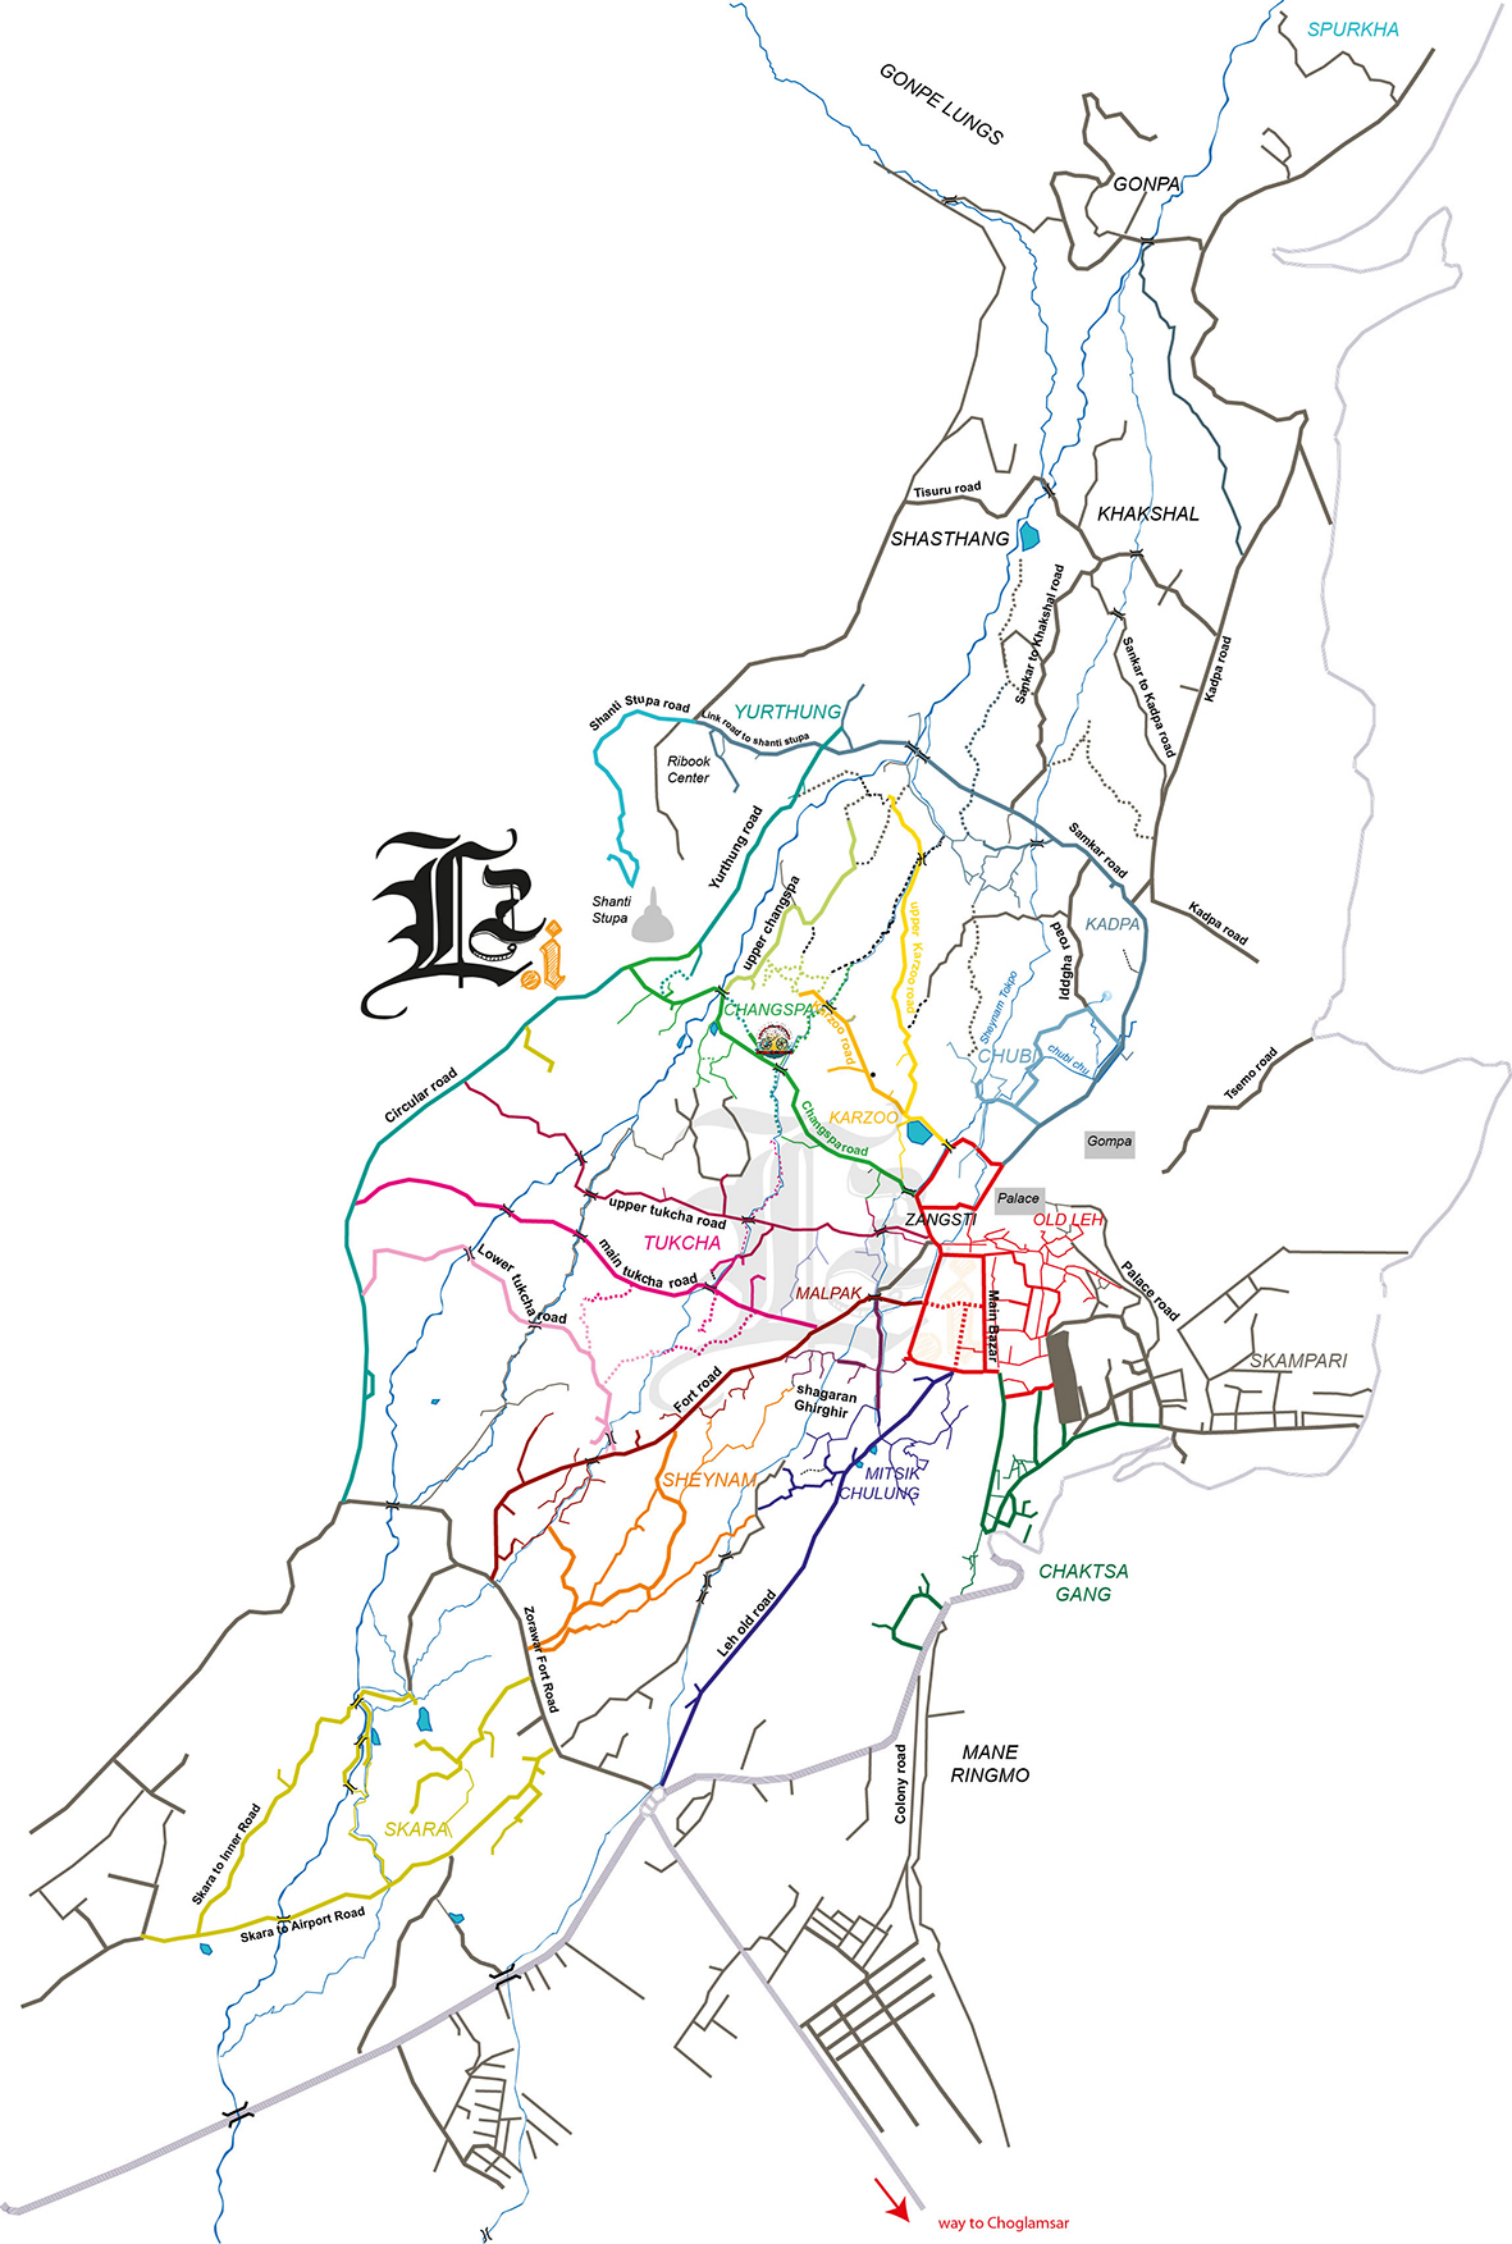 SPURKHA
GONPE LUNGS
GONPA
Tisuru road
KHAKSHAL
SHASTHANG
Sankar to Khakshal road
Sankar to Kadpa road
Kadpa road
Shanti Stupa road
Link road to shanti stupa
YURTHUNG
Ribook
Center
Yurthung road
Samkar road
Shanti
Stupa
upper changspa
upper Karzoo road
KADPA
Kadpa road
Iddgha road
Sheynam Tokpo
CHANGSPA
Karzoo road
CHUBI
chubi chu
Tsemo road
Circular road
KARZOO
Changspa road
Gompa
Palace
upper tukcha road
ZANGSTI
OLD LEH
TUKCHA
main tukcha road
Lower tukcha road
MALPAK
Main Bazar
Palace road
SKAMPARI
Fort road
shagaran
Ghirghir
SHEYNAM
MITSIK
CHULUNG
CHAKTSA
GANG
Zorawar Fort Road
Leh old road
MANE
RINGMO
Colony road
SKARA
Skara to Inner Road
Skara to Airport Road
way to Choglamsar